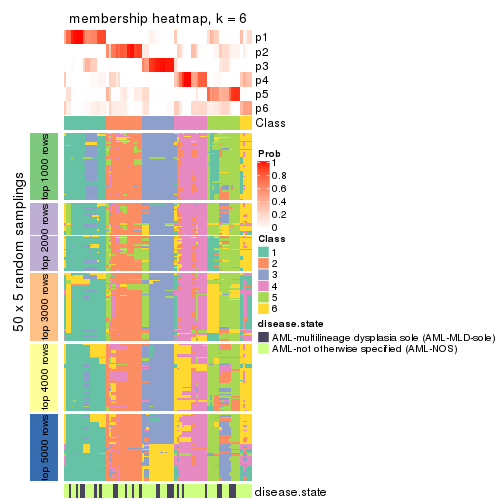 membership heatmap, k = 6
p1
p2
p3
p4
p5
p6
Class
50 x 5 random samplings
top 1000 rows
top 2000 rows
top 3000 rows
top 4000 rows
top 5000 rows
Prob
1
0.8
0.6
0.4
0.2
0
Class
1
2
3
4
5
6
disease.state
AML-multilineage dysplasia sole (AML-MLD-sole)
AML-not otherwise specified (AML-NOS)
disease.state